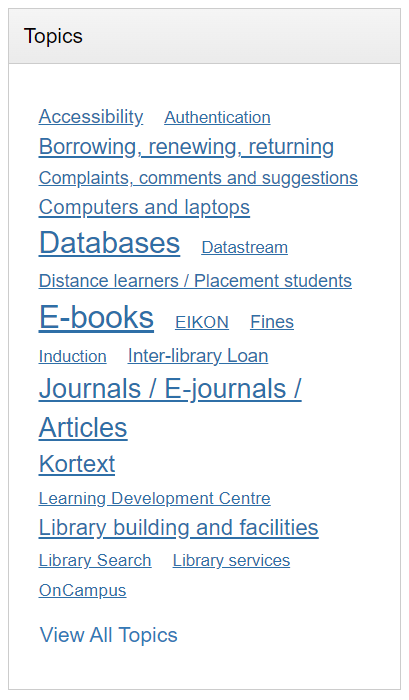 Topics
Accessibility Authentication
Borrowing, renewing, returning
Complaints, comments and suggestions
Computers and laptops
Databases Datastream
Distance learners / Placement students
E-books EIKON Fines
Induction Inter-library Loan
Journals / E-journals /
Articles
Kortext
Learning Development Centre
Library building and facilities
Library Search Library services
OnCampus
View All Topics